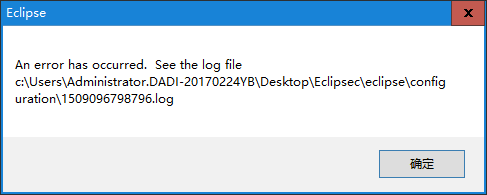 Eclipse
x
An error has occurred.  See the log file
c:\Users\Administrator.DADI-20170224YB\Desktop\Eclipsec\eclipse\config
uration\1509096798796.log
确定